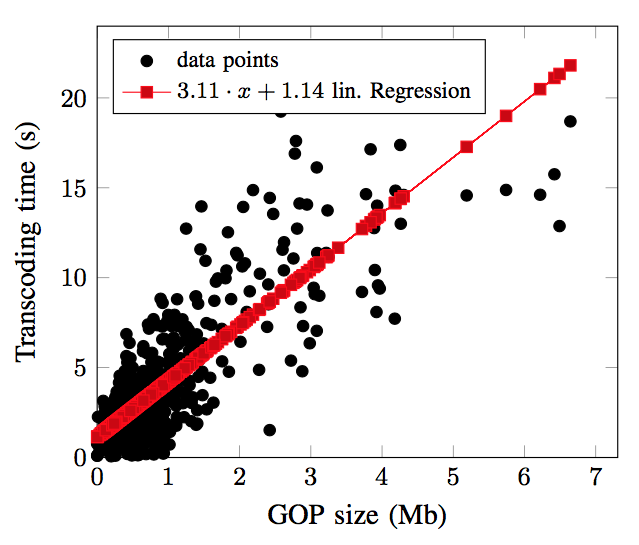 data points
3.11 · x + 1.14 lin. Regression
20
15
10
5
0
Transcoding time (s)
0 1 2 3 4 5 6 7
GOP size (Mb)